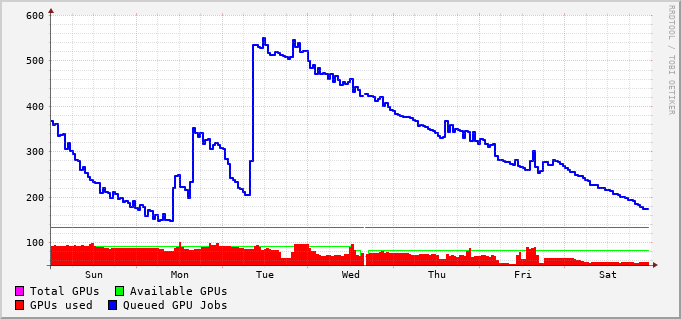 RRDTOOL / TOBI OETIKER
600
500
400
300
200
100
Sun Mon Tue Wed Thu Fri Sat
Total GPUs Available GPUs
GPUs used Queued GPU Jobs